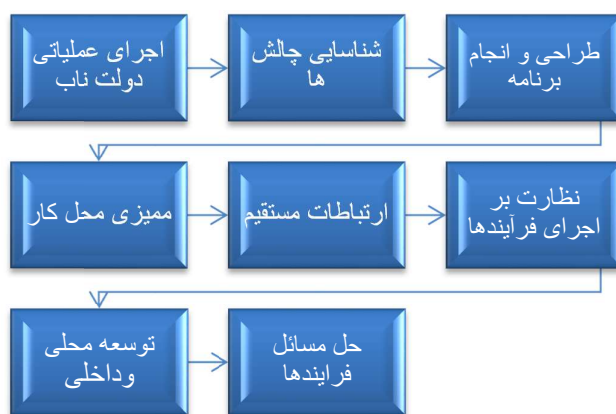 اجرای عملیاتی
دولت ناب
شناسایی چالش
ها
طراحی و انجام
برنامه
ممیزی محل کار
ارتباطات مستقیم
نظارت بر
اجرای فرآیندها
توسعه محلی
وداخلی
حل مسائل
فرایندها